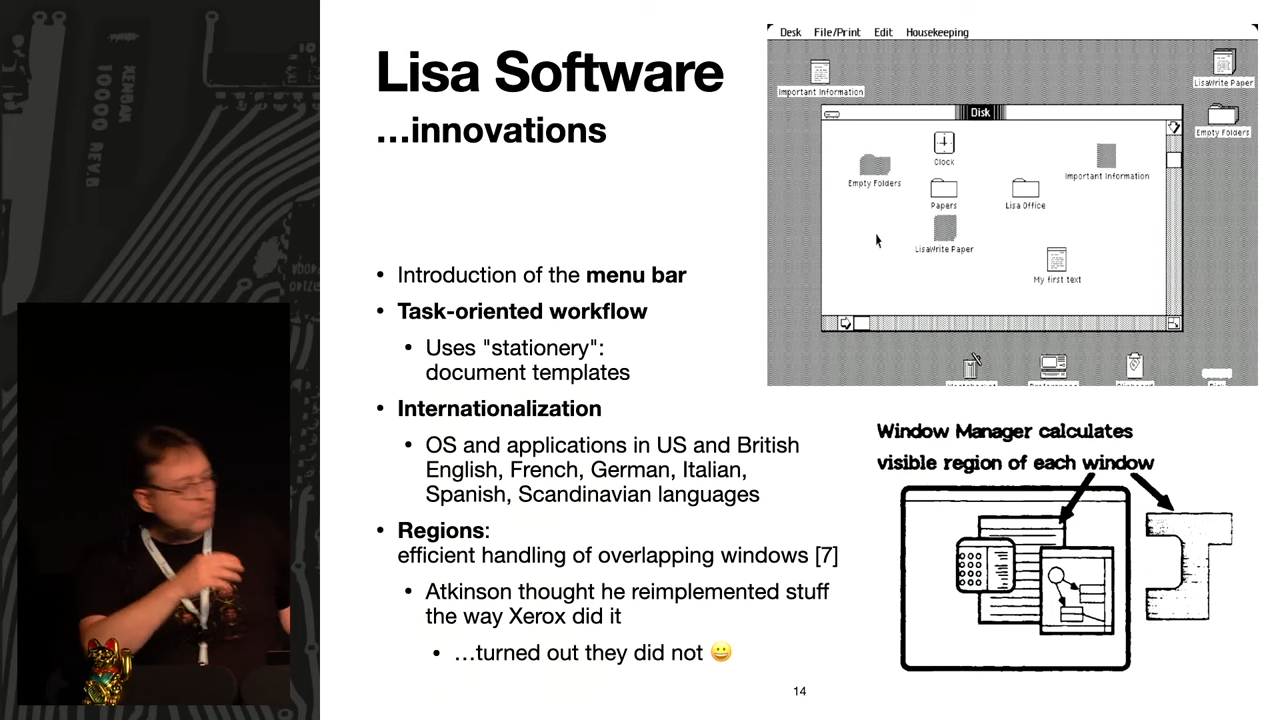 Lisa Software
…innovations
• Introduction of the menu bar
• Task-oriented workflow
• Uses "stationery":
document templates
• Internationalization
• OS and applications in US and British
English, French, German, Italian,
Spanish, Scandinavian languages
• Regions:
efficient handling of overlapping windows [7]
• Atkinson thought he reimplemented stuff
the way Xerox did it
• …turned out they did not 😀
Desk File/Print Edit Housekeeping
Important Information
LisaWrite Paper
Empty Folders
Disk
Clock
Empty Folders
Important Information
Papers
Lisa Office
LisaWrite Paper
My first text
Window Manager calculates
visible region of each window
14
XENDAK
10000 REV.B